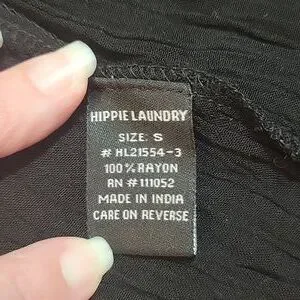 HIPPIE LAUNDRY
SIZE: S
# HL21554-3
100% RAYON
RN #111052
MADE IN INDIA
CARE ON REVERSE